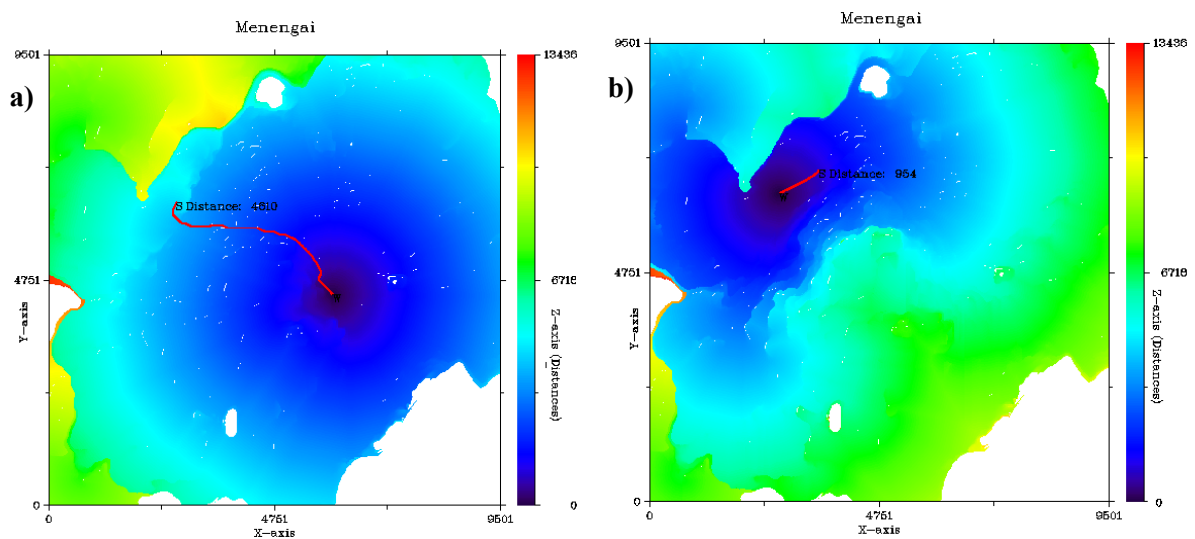 a)
Menengai
9501
4751
0
Y-axis
0
4751
9501
X-axis
S Distance: 4610
13436
6718
0
Z-axis (Distances)
b)
Menengai
9501
4751
0
Y-axis
0
4751
9501
X-axis
S Distance: 954
13436
6718
0
Z-axis (Distances)